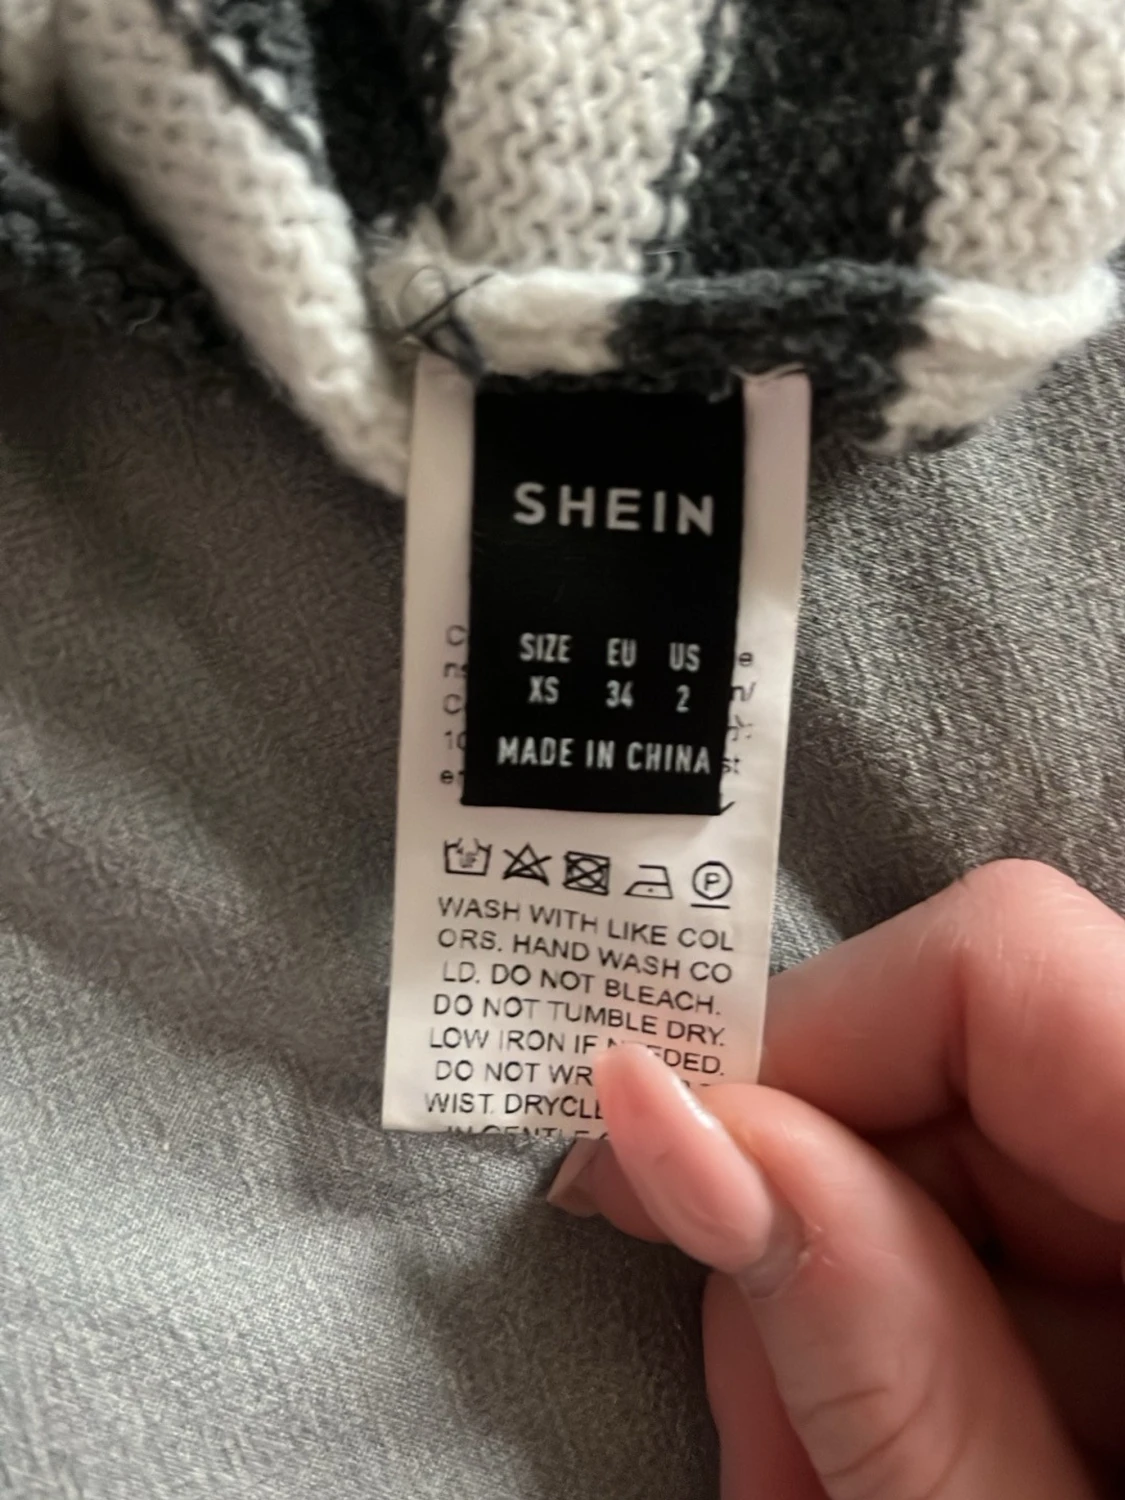 SHEIN
SIZE EU US
XS 34 2
MADE IN CHINA
P
WASH WITH LIKE COL
ORS. HAND WASH CO
LD. DO NOT BLEACH.
DO NOT TUMBLE DRY.
LOW IRON IF
DO NOT
WIST.